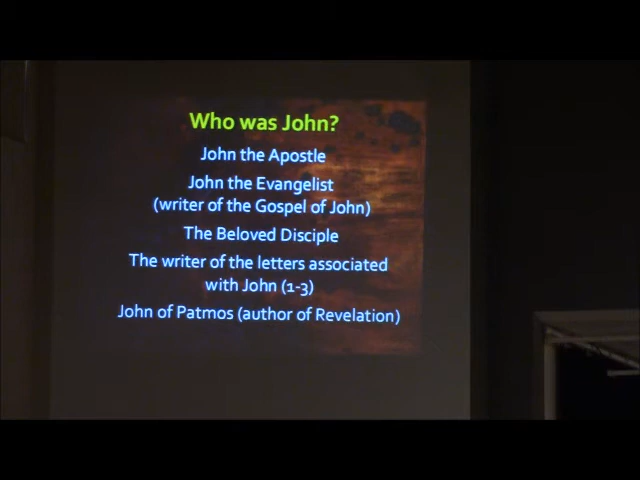 Who was John?
John the Apostle
John the Evangelist
(writer of the Gospel of John)
The Beloved Disciple
The writer of the letters associated
with John (1-3)
John of Patmos (author of Revelation)